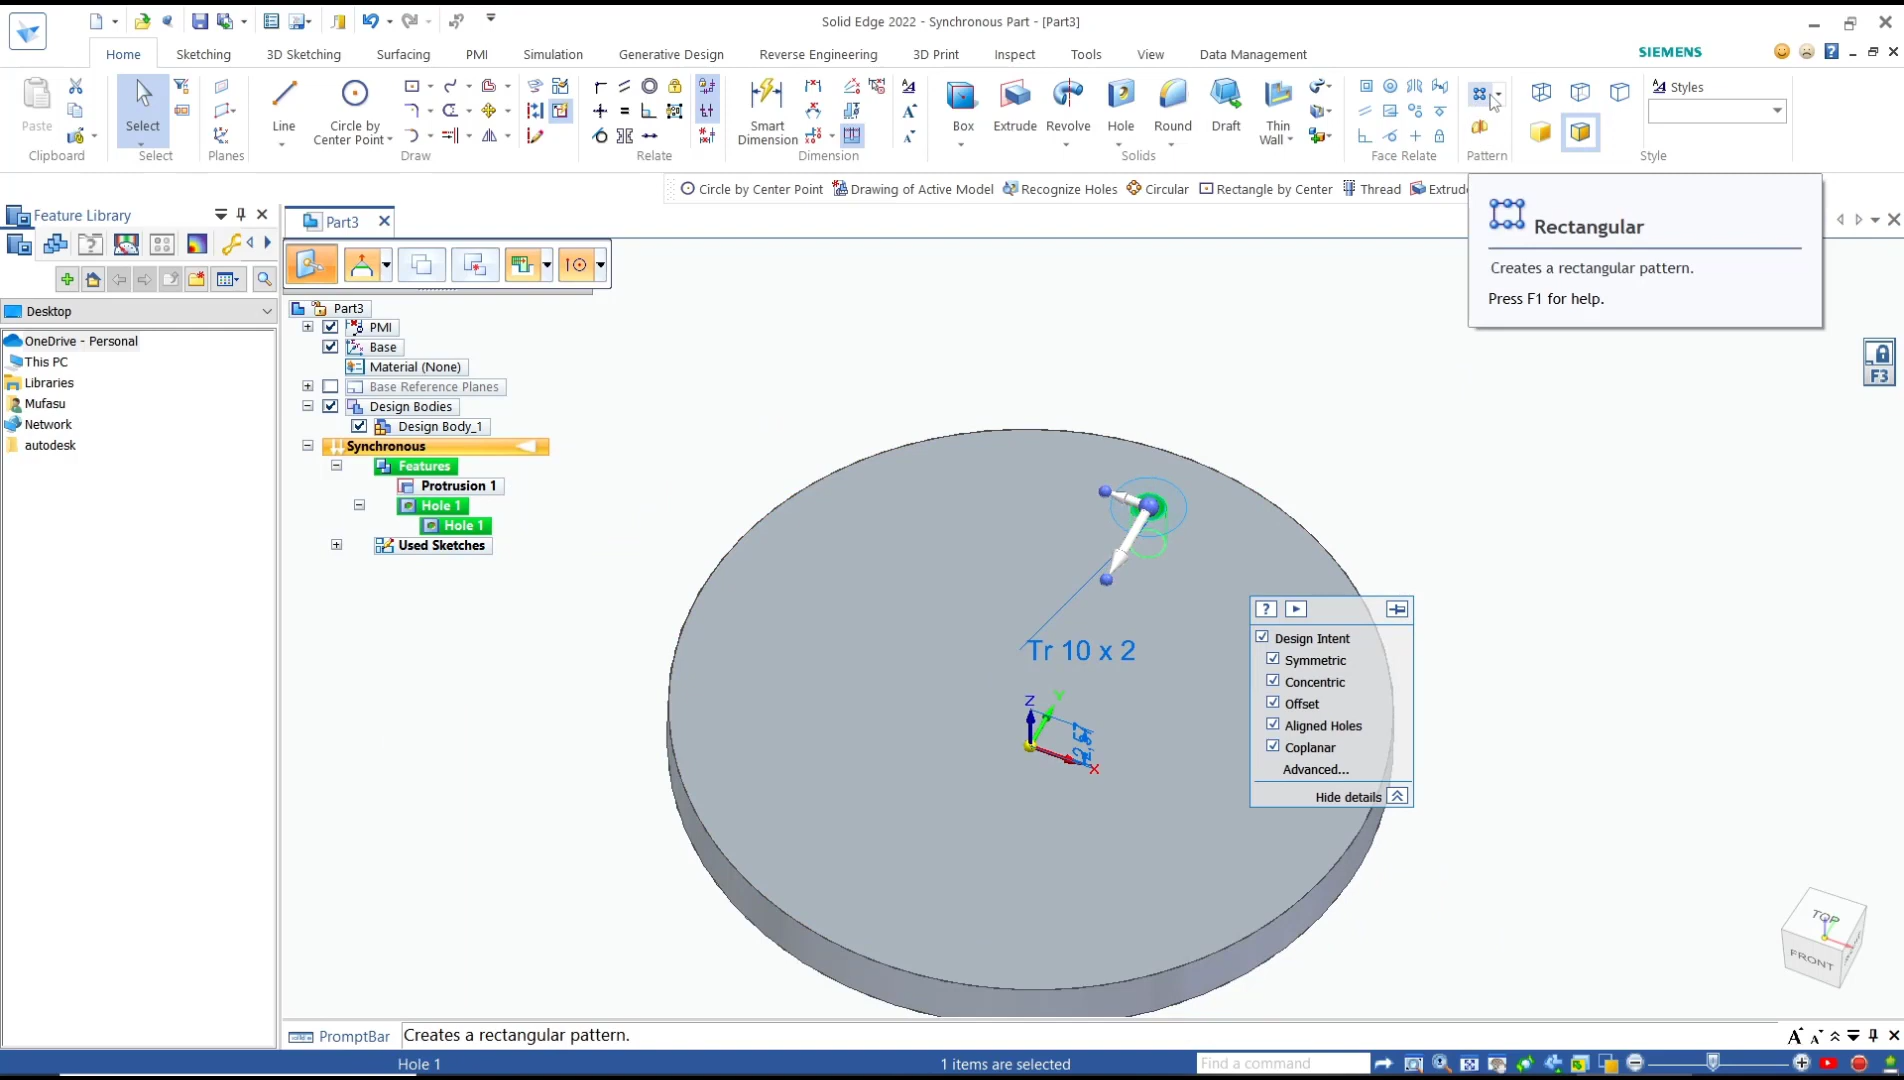 Solid Edge 2022 - Synchronous Part - [Part3]
Home Sketching 3D Sketching Surfacing PMI Simulation Generative Design Reverse Engineering 3D Print Inspect Tools View Data Management SIEMENS
Paste Select Line Circle by Center Point Smart Dimension Box Extrude Revolve Hole Round Draft Thin Wall Styles
Clipboard Select Planes Draw Relate Dimension Solids Face Relate Pattern Style
Circle by Center Point Drawing of Active Model Recognize Holes Circular Rectangle by Center Thread Extrude
Rectangular
Creates a rectangular pattern.
Press F1 for help.
Feature Library
Part3
Desktop
OneDrive - Personal
This PC
Libraries
Mufasu
Network
autodesk
Part3
PMI
Base
Material (None)
Base Reference Planes
Design Bodies
Design Body_1
Synchronous
Features
Protrusion 1
Hole 1
Hole 1
Used Sketches
F3
Tr 10 x 2
Z
Y
X
Design Intent
Symmetric
Concentric
Offset
Aligned Holes
Coplanar
Advanced...
Hide details
TOP
FRONT
PromptBar Creates a rectangular pattern.
Hole 1 1 items are selected Find a command